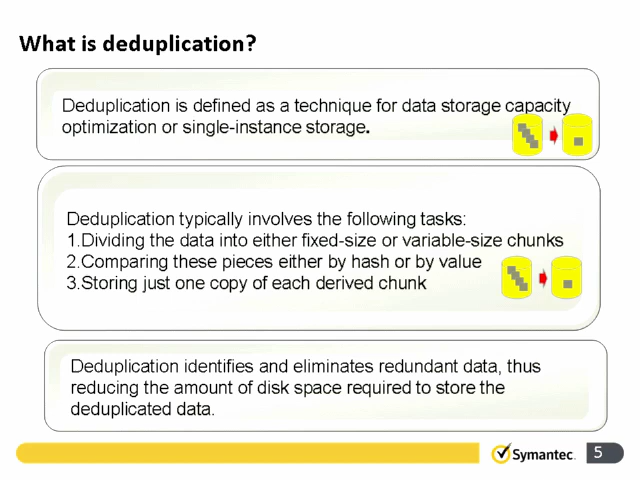 What is deduplication?
Deduplication is defined as a technique for data storage capacity
optimization or single-instance storage.
Deduplication typically involves the following tasks:
1.Dividing the data into either fixed-size or variable-size chunks
2.Comparing these pieces either by hash or by value
3.Storing just one copy of each derived chunk
Deduplication identifies and eliminates redundant data, thus
reducing the amount of disk space required to store the
deduplicated data.
Symantec.
5